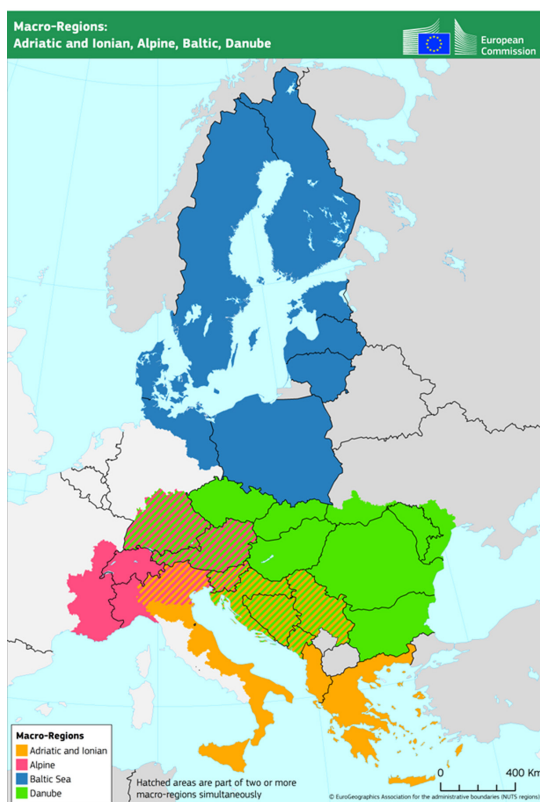 Macro-Regions:
Adriatic and Ionian, Alpine, Baltic, Danube
European
Commission
Macro-Regions
Adriatic and Ionian
Alpine
Baltic Sea
Danube
Hatched areas are part of two or more
macro-regions simultaneously
0 400 Km
© EuroGeographics Association for the administrative boundaries (NUTS regions)